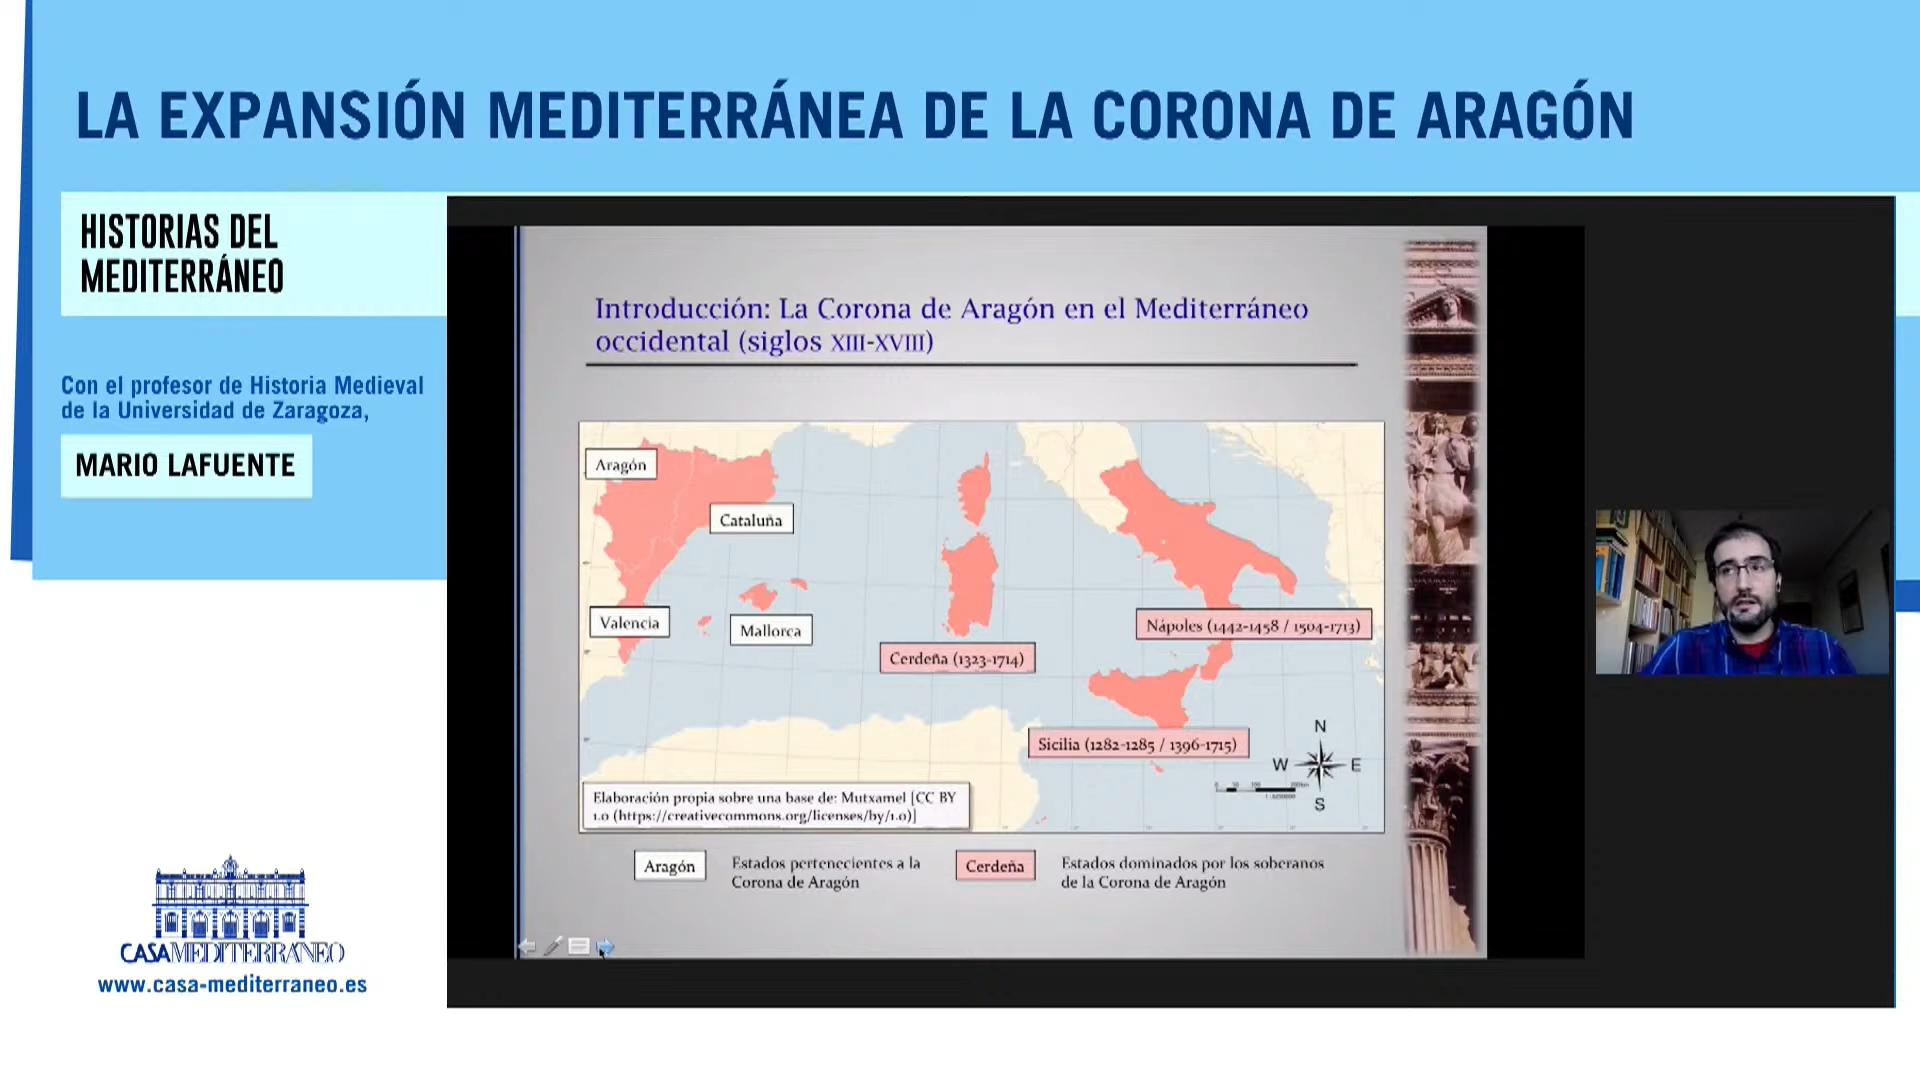 LA EXPANSIÓN MEDITERRÁNEA DE LA CORONA DE ARAGÓN
HISTORIAS DEL
MEDITERRÁNEO
Con el profesor de Historia Medieval
de la Universidad de Zaragoza,
MARIO LAFUENTE
Introducción: La Corona de Aragón en el Mediterráneo
occidental (siglos XIII-XVIII)
Aragón
Cataluña
Valencia
Mallorca
Cerdeña (1323-1714)
Nápoles (1442-1458 / 1504-1713)
Sicilia (1282-1285 / 1396-1715)
N
W E
S
Elaboración propia sobre una base de: Mutxamel [CC BY
1.0 (https://creativecommons.org/licenses/by/1.0)]
Aragón
Estados pertenecientes a la
Corona de Aragón
Cerdeña
Estados dominados por los soberanos
de la Corona de Aragón
CASAMEDITERRÁNEO
www.casa-mediterraneo.es